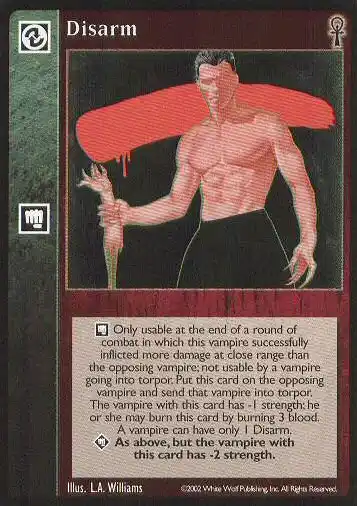 Disarm
Only usable at the end of a round of
combat in which this vampire successfully
inflicted more damage at close range than
the opposing vampire; not usable by a vampire
going into torpor. Put this card on the opposing
vampire and send that vampire into torpor.
The vampire with this card has -1 strength; he
or she may burn this card by burning 3 blood.
A vampire can have only 1 Disarm.
As above, but the vampire with
this card has -2 strength.
Illus. L.A. Williams
©2002 White Wolf Publishing, Inc. All Rights Reserved.